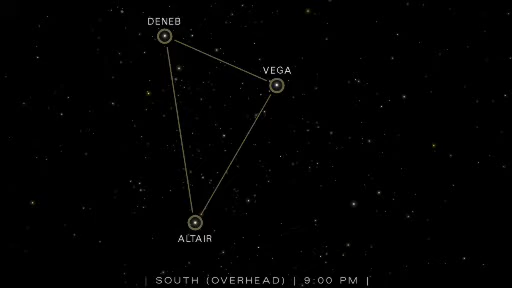 DENEB
VEGA
ALTAIR
| SOUTH (OVERHEAD) | 9:00 PM |